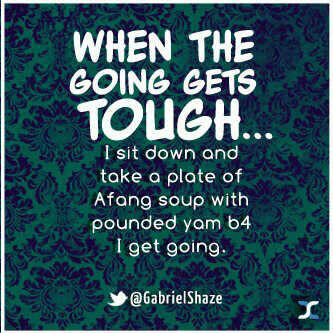 WHEN THE
GOING GETS
TOUGH...
I sit down and
take a plate of
Afang soup with
pounded yam b4
I get going.
@GabrielShaze